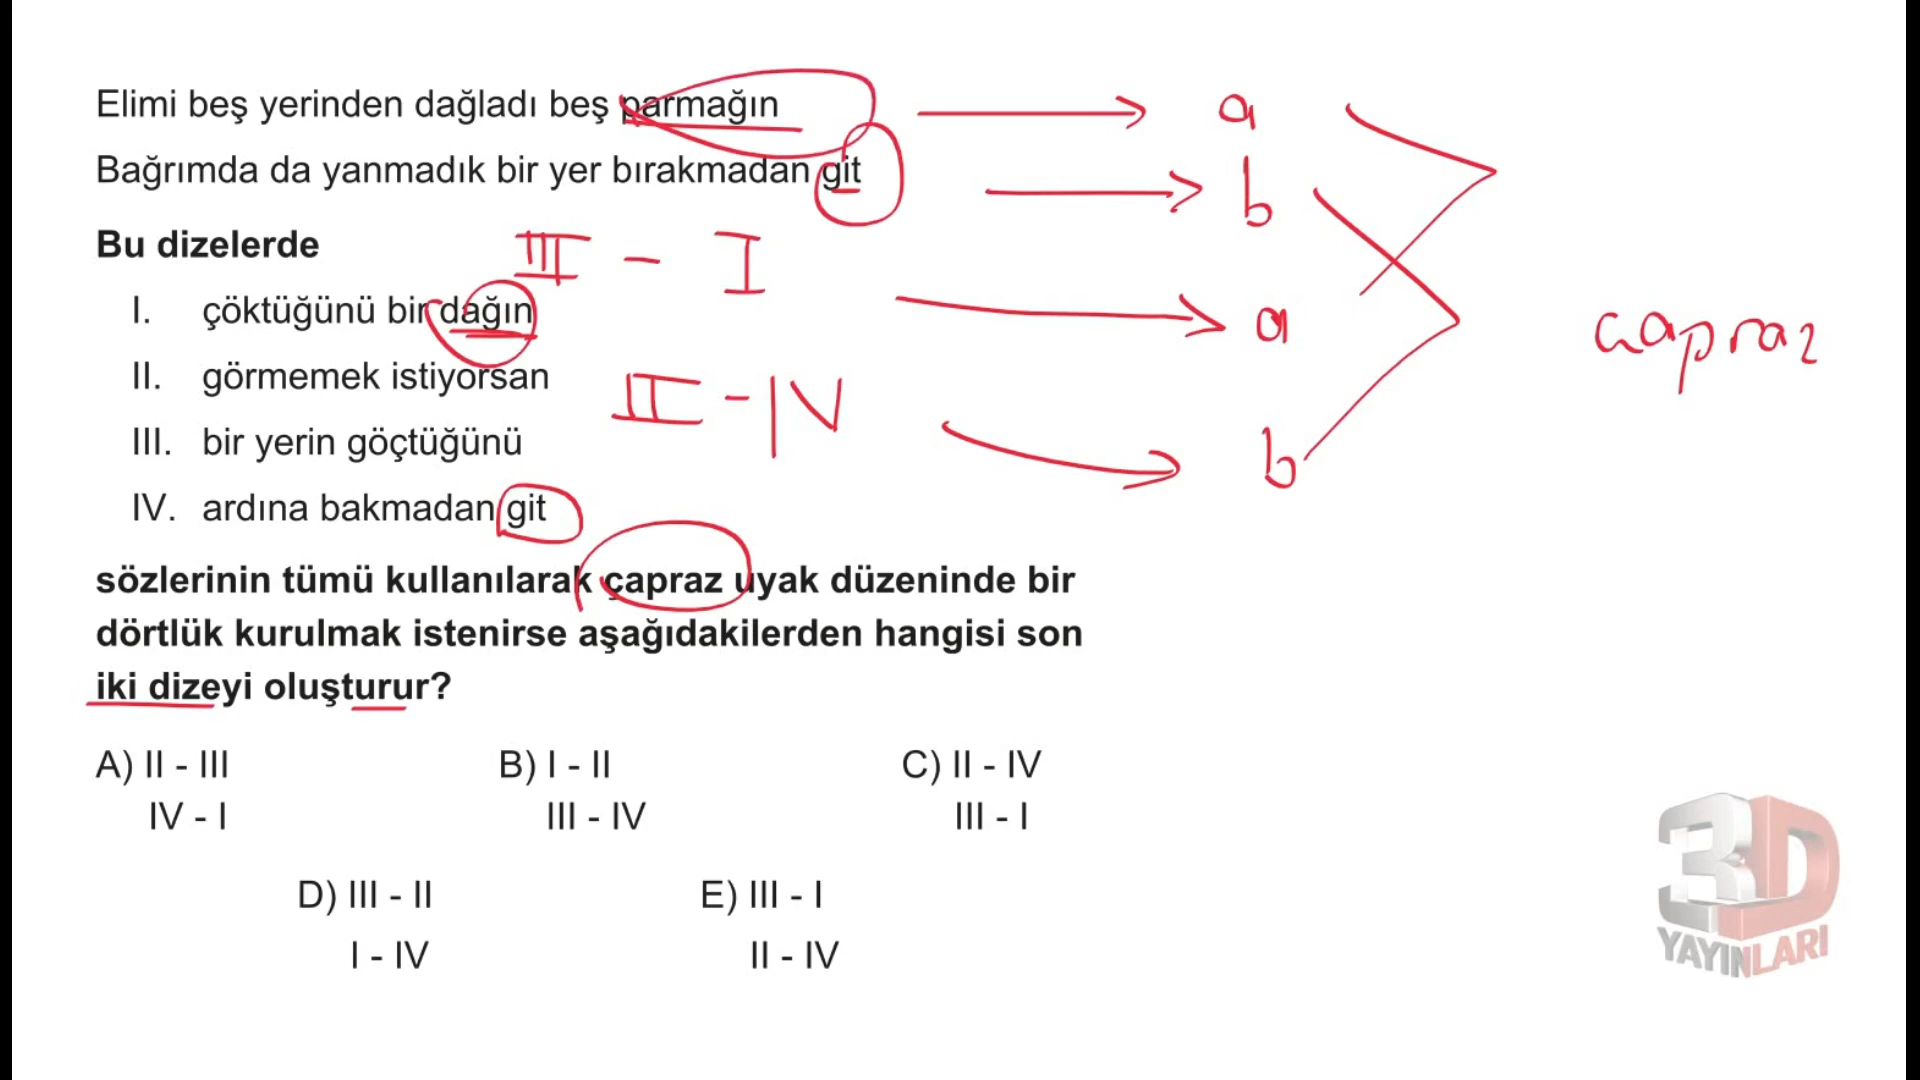 Elimi beş yerinden dağladı beş parmağın a
Bağrımda da yanmadık bir yer bırakmadan git b
Bu dizelerde III - I
I. çöktüğünü bir dağın a
çapraz
II. görmemek istiyorsan II - IV
III. bir yerin göçtüğünü b
IV. ardına bakmadan git
sözlerinin tümü kullanılarak çapraz uyak düzeninde bir
dörtlük kurulmak istenirse aşağıdakilerden hangisi son
iki dizeyi oluşturur?
A) II - III B) I - II C) II - IV
IV - I III - IV III - I
D) III - II E) III - I
I - IV II - IV
3D
YAYINLARI